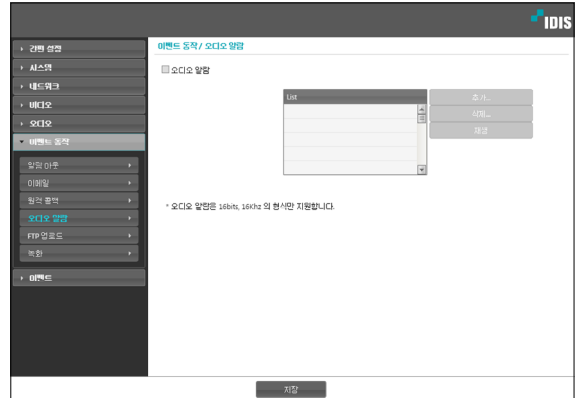 IDIS
간편 설정
시스템
네트워크
비디오
오디오
이벤트 동작
알람 아웃
이메일
원격 콜백
오디오 알람
FTP 업로드
녹화
이벤트
이벤트 동작 / 오디오 알람
오디오 알람
List
추가...
삭제...
재생
* 오디오 알람은 16bits, 16Khz 의 형식만 지원합니다.
저장